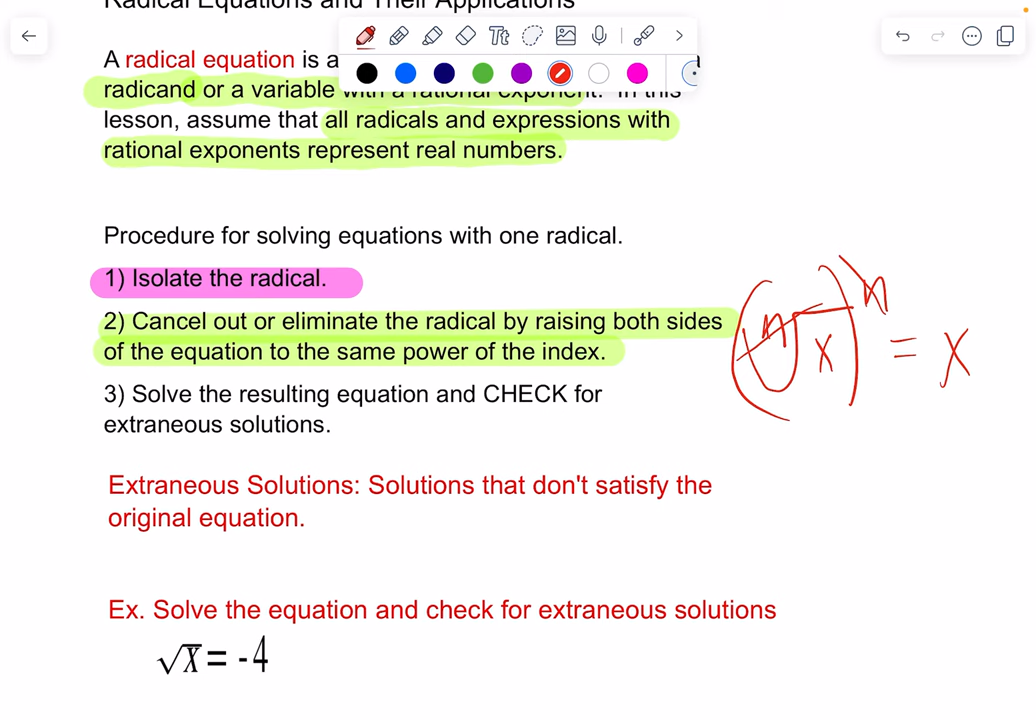 Radical Equations and Their Applications
Tt
A radical equation is a
radicand or a variable with a rational exponent. In this
lesson, assume that all radicals and expressions with
rational exponents represent real numbers.
Procedure for solving equations with one radical.
1) Isolate the radical.
2) Cancel out or eliminate the radical by raising both sides
of the equation to the same power of the index.
(ⁿ√x)ⁿ = x
3) Solve the resulting equation and CHECK for
extraneous solutions.
Extraneous Solutions: Solutions that don't satisfy the
original equation.
Ex. Solve the equation and check for extraneous solutions
√x = -4